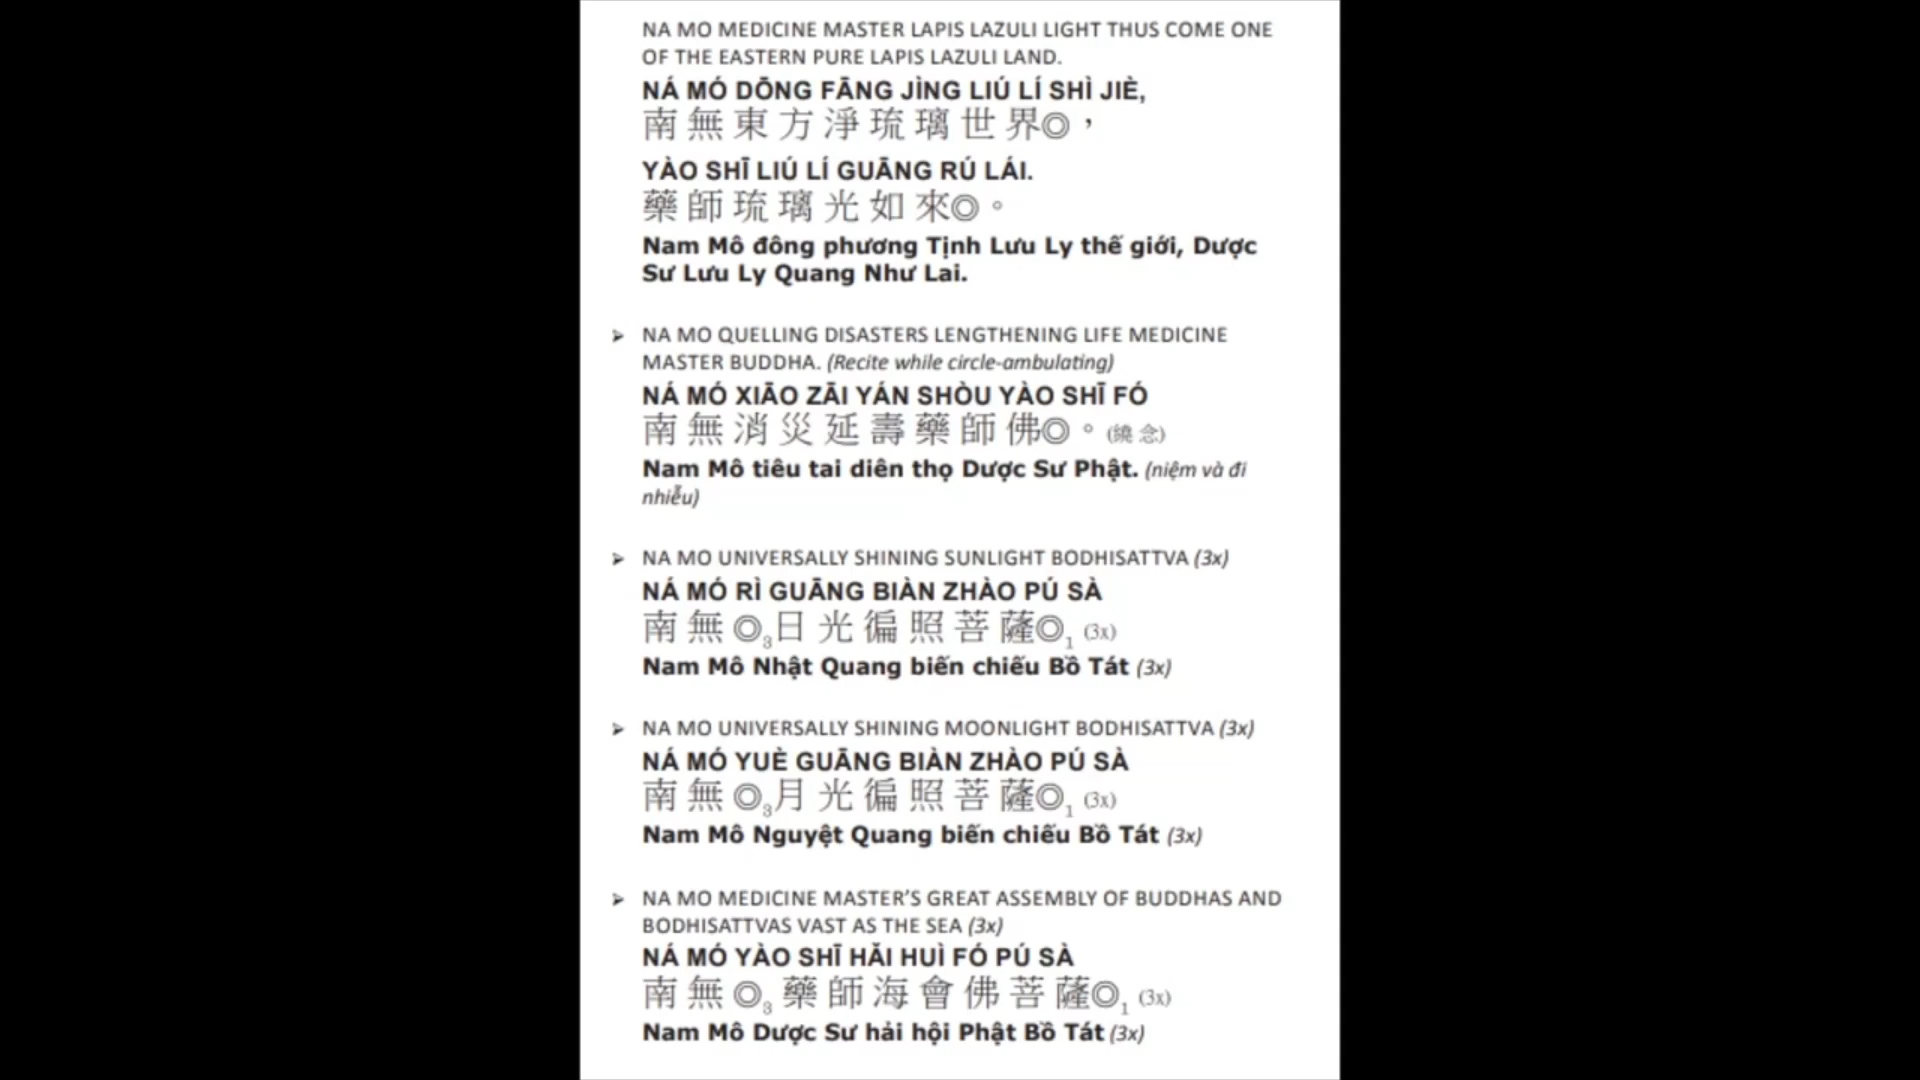 NA MO MEDICINE MASTER LAPIS LAZULI LIGHT THUS COME ONE
OF THE EASTERN PURE LAPIS LAZULI LAND.
NÁ MÓ DŌNG FĀNG JÌNG LIÚ LÍ SHÌ JIÈ,
南 無 東 方 淨 琉 璃 世 界◎，
YÀO SHĪ LIÚ LÍ GUĀNG RÚ LÁI.
藥 師 琉 璃 光 如 來◎。
Nam Mô đông phương Tịnh Lưu Ly thế giới, Dược
Sư Lưu Ly Quang Như Lai.
➢ NA MO QUELLING DISASTERS LENGTHENING LIFE MEDICINE
MASTER BUDDHA. (Recite while circle-ambulating)
NÁ MÓ XIĀO ZĀI YÁN SHÒU YÀO SHĪ FÓ
南 無 消 災 延 壽 藥 師 佛◎。(繞 念)
Nam Mô tiêu tai diên thọ Dược Sư Phật. (niệm và đi
nhiễu)
➢ NA MO UNIVERSALLY SHINING SUNLIGHT BODHISATTVA (3x)
NÁ MÓ RÌ GUĀNG BIÀN ZHÀO PÚ SÀ
南 無 ◎3日 光 徧 照 菩 薩◎1 (3x)
Nam Mô Nhật Quang biến chiếu Bồ Tát (3x)
➢ NA MO UNIVERSALLY SHINING MOONLIGHT BODHISATTVA (3x)
NÁ MÓ YUÈ GUĀNG BIÀN ZHÀO PÚ SÀ
南 無 ◎3月 光 徧 照 菩 薩◎1 (3x)
Nam Mô Nguyệt Quang biến chiếu Bồ Tát (3x)
➢ NA MO MEDICINE MASTER’S GREAT ASSEMBLY OF BUDDHAS AND
BODHISATTVAS VAST AS THE SEA (3x)
NÁ MÓ YÀO SHĪ HǍI HUÌ FÓ PÚ SÀ
南 無 ◎3 藥 師 海 會 佛 菩 薩◎1 (3x)
Nam Mô Dược Sư hải hội Phật Bồ Tát (3x)